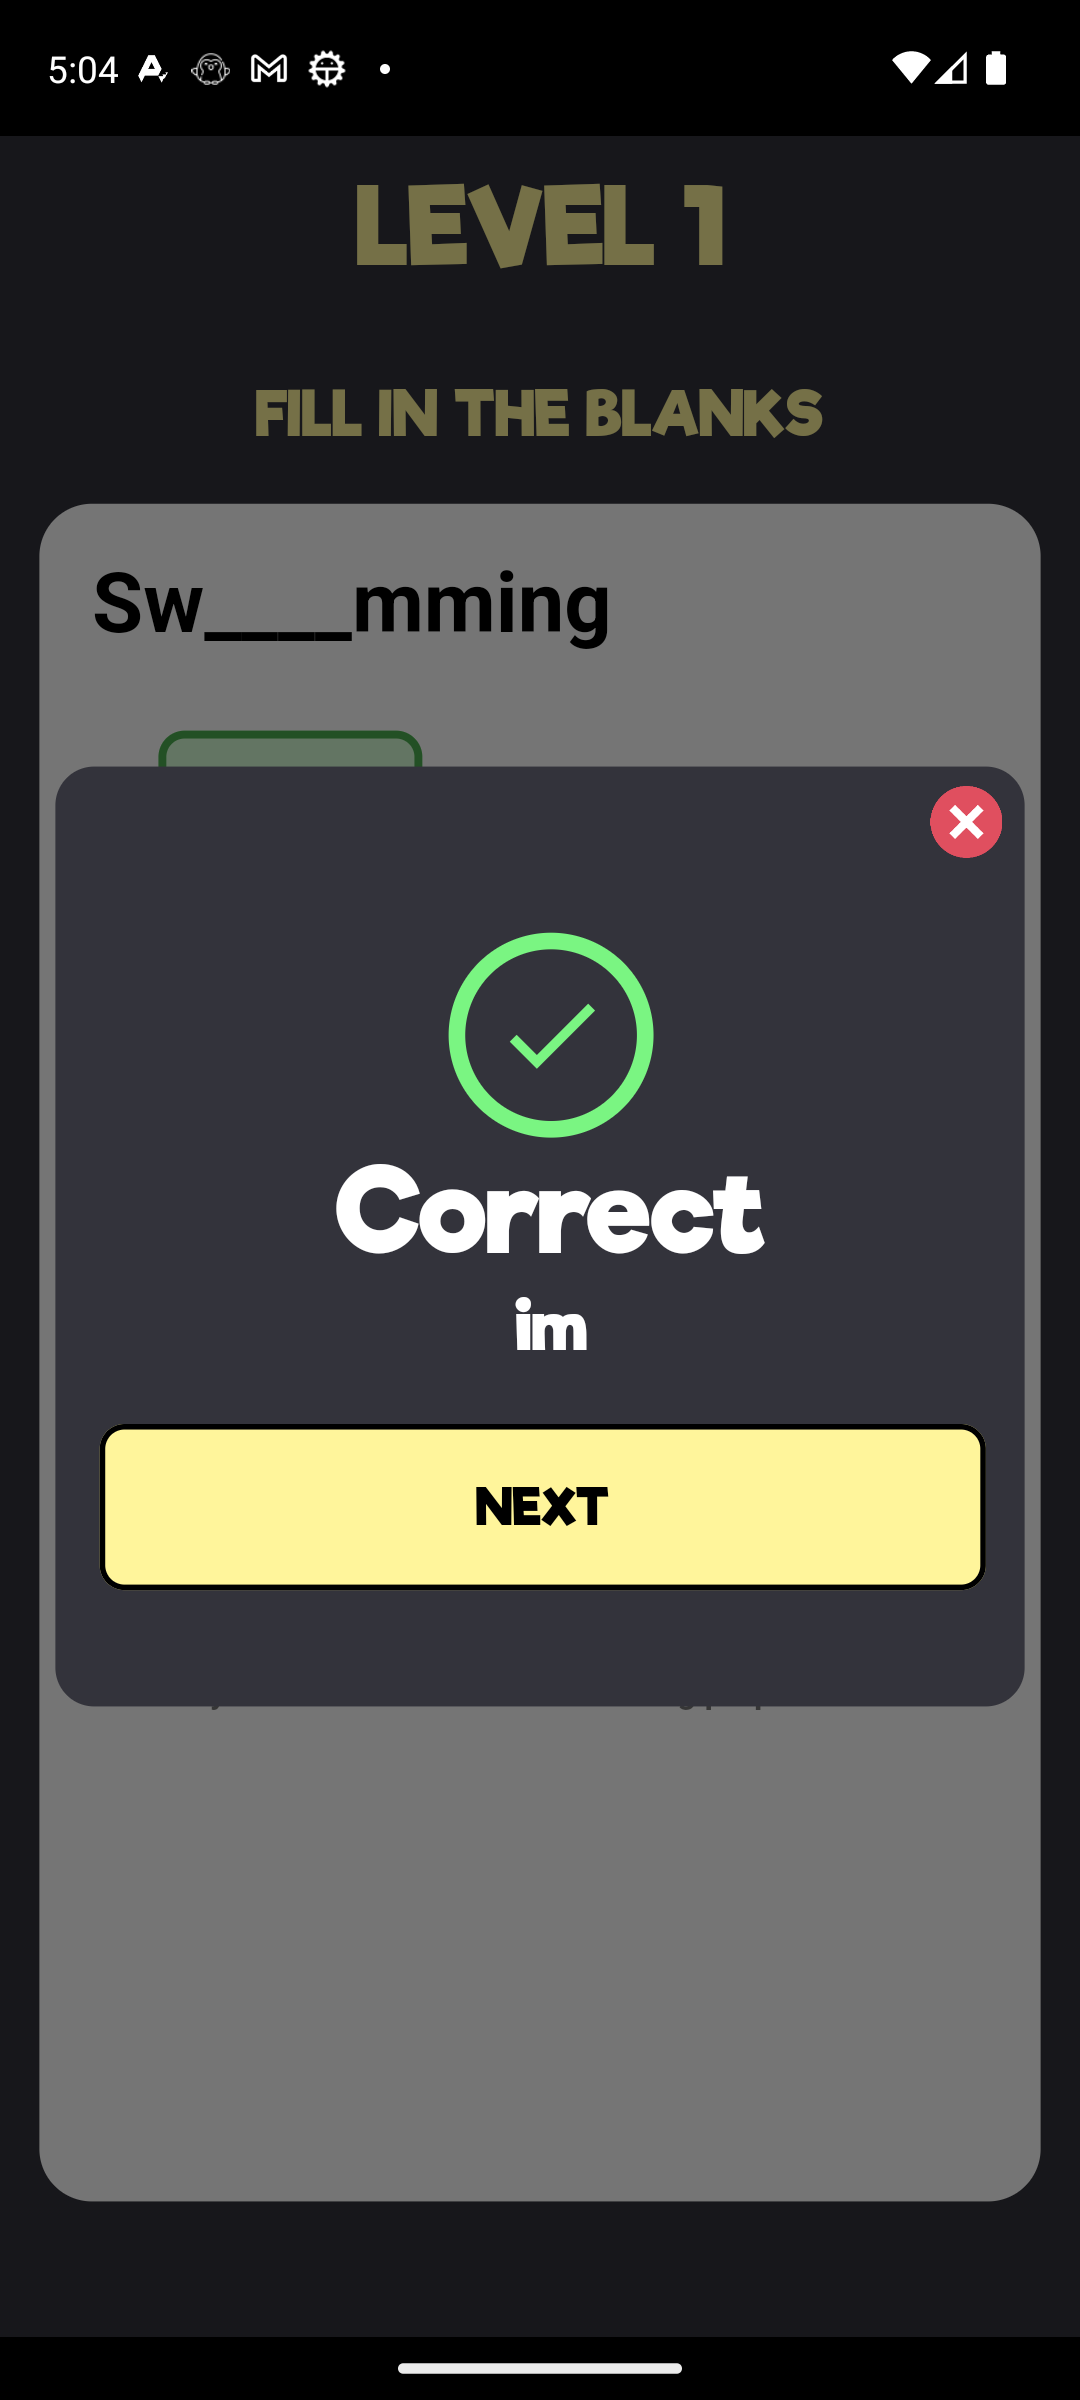 5:04
LEVEL 1
FILL IN THE BLANKS
Sw____mming
Correct
im
NEXT